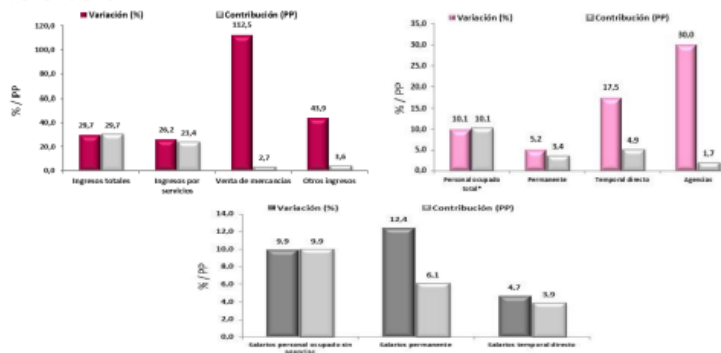 Variación (%) Contribución (PP)
120,0
100,0
80,0
60,0
40,0
20,0
0,0
% / PP
112,5
29,7 29,7
26,2 23,4
2,7
43,9
3,6
Ingresos totales
Ingresos por servicios
Venta de mercancías
Otros ingresos
Variación (%) Contribución (PP)
35,0
30,0
25,0
20,0
15,0
10,0
5,0
0,0
% / PP
10,1 10,1
5,2
3,4
17,5
4,9
30,0
1,7
Personal ocupado total*
Permanente
Temporal directo
Agencias
Variación (%) Contribución (PP)
14,0
12,0
10,0
8,0
6,0
4,0
2,0
0,0
% / PP
9,9 9,9
12,4
6,1
4,7
3,9
Salarios personal ocupado sin agencias
Salarios permanente
Salarios temporal directo